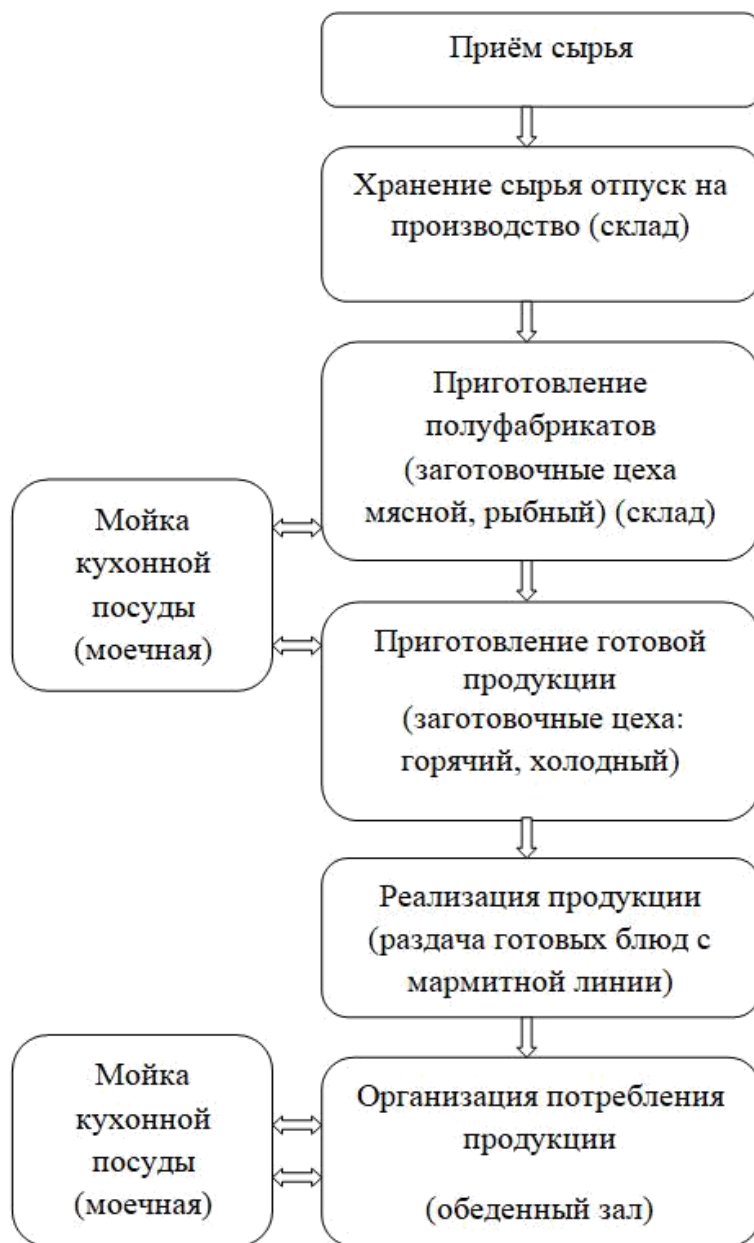 Приём сырья
Хранение сырья отпуск на
производство (склад)
Приготовление
полуфабрикатов
(заготовочные цеха
мясной, рыбный) (склад)
Мойка
кухонной
посуды
(моечная)
Приготовление готовой
продукции
(заготовочные цеха:
горячий, холодный)
Реализация продукции
(раздача готовых блюд с
мармитной линии)
Мойка
кухонной
посуды
(моечная)
Организация потребления
продукции
(обеденный зал)